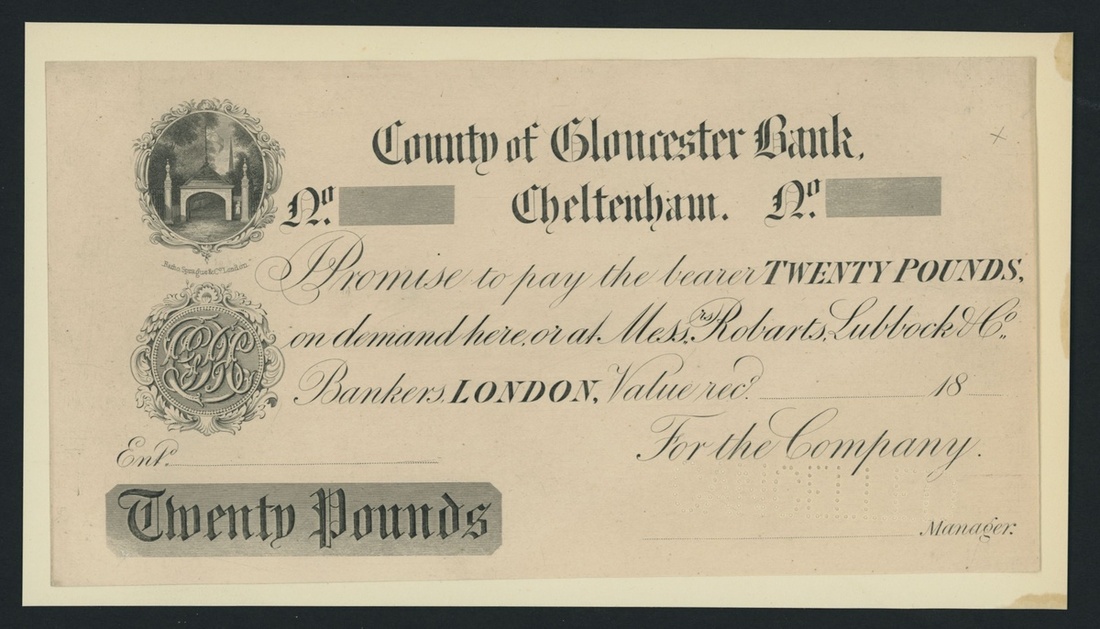 County of Gloucester Bank,
Nº. Cheltenham. Nº.
I Promise to pay the bearer TWENTY POUNDS,
on demand here, or at Messrs. Robarts, Lubbock & Co.
Bankers, LONDON, Value recd. 18
Entd.
For the Company.
Twenty Pounds
Manager.